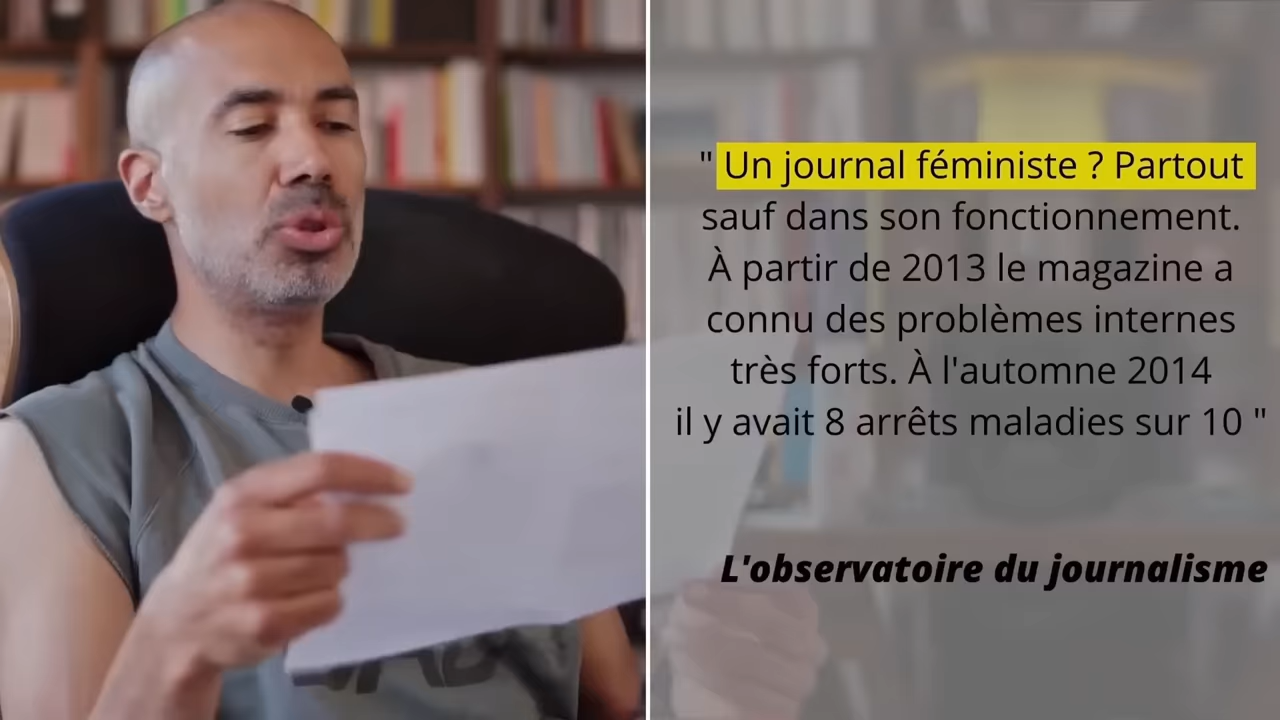 " Un journal féministe ? Partout
sauf dans son fonctionnement.
À partir de 2013 le magazine a
connu des problèmes internes
très forts. À l'automne 2014
il y avait 8 arrêts maladies sur 10 "
L'observatoire du journalisme